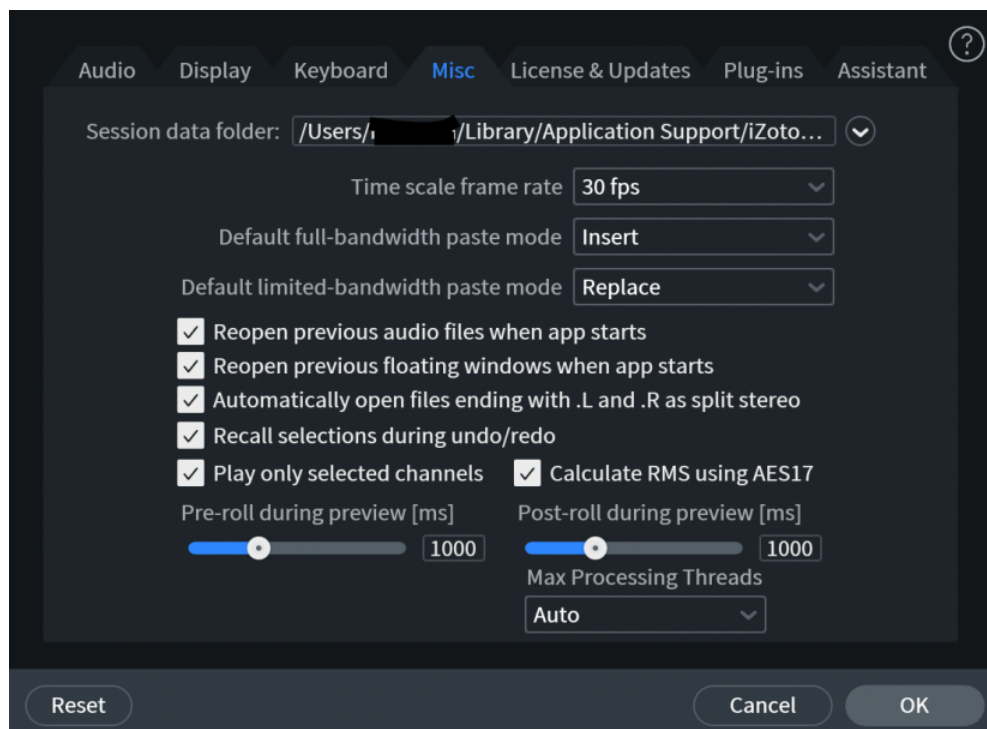 ?
Audio Display Keyboard Misc License & Updates Plug-ins Assistant
Session data folder: /Users/ /Library/Application Support/iZoto...
Time scale frame rate 30 fps
Default full-bandwidth paste mode Insert
Default limited-bandwidth paste mode Replace
Reopen previous audio files when app starts
Reopen previous floating windows when app starts
Automatically open files ending with .L and .R as split stereo
Recall selections during undo/redo
Play only selected channels Calculate RMS using AES17
Pre-roll during preview [ms] Post-roll during preview [ms]
1000 1000
Max Processing Threads
Auto
Reset Cancel OK